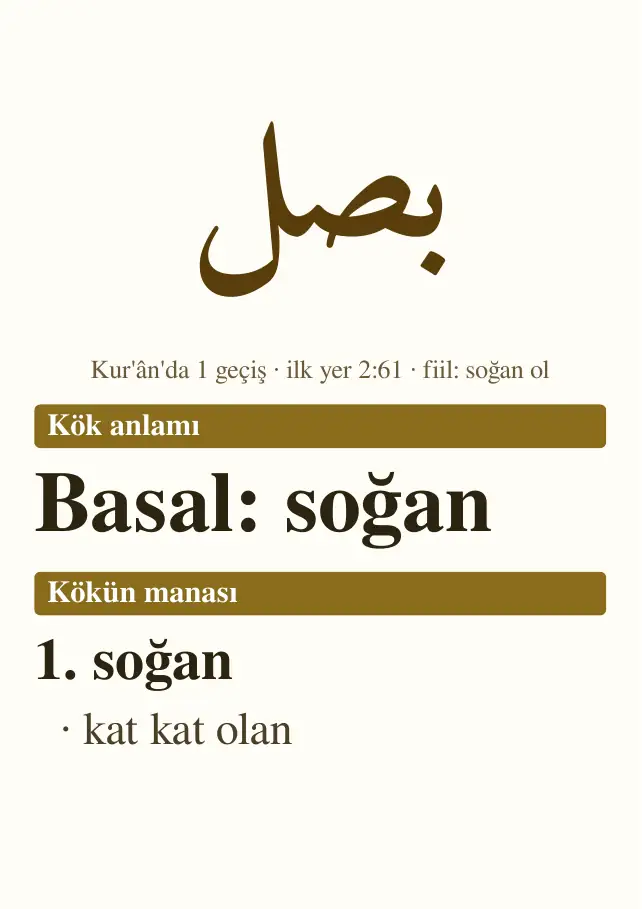 بصل
Kur'ân'da 1 geçiş · ilk yer 2:61 · fiil: soğan ol
Kök anlamı
Basal: soğan
Kökün manası
1. soğan
· kat kat olan